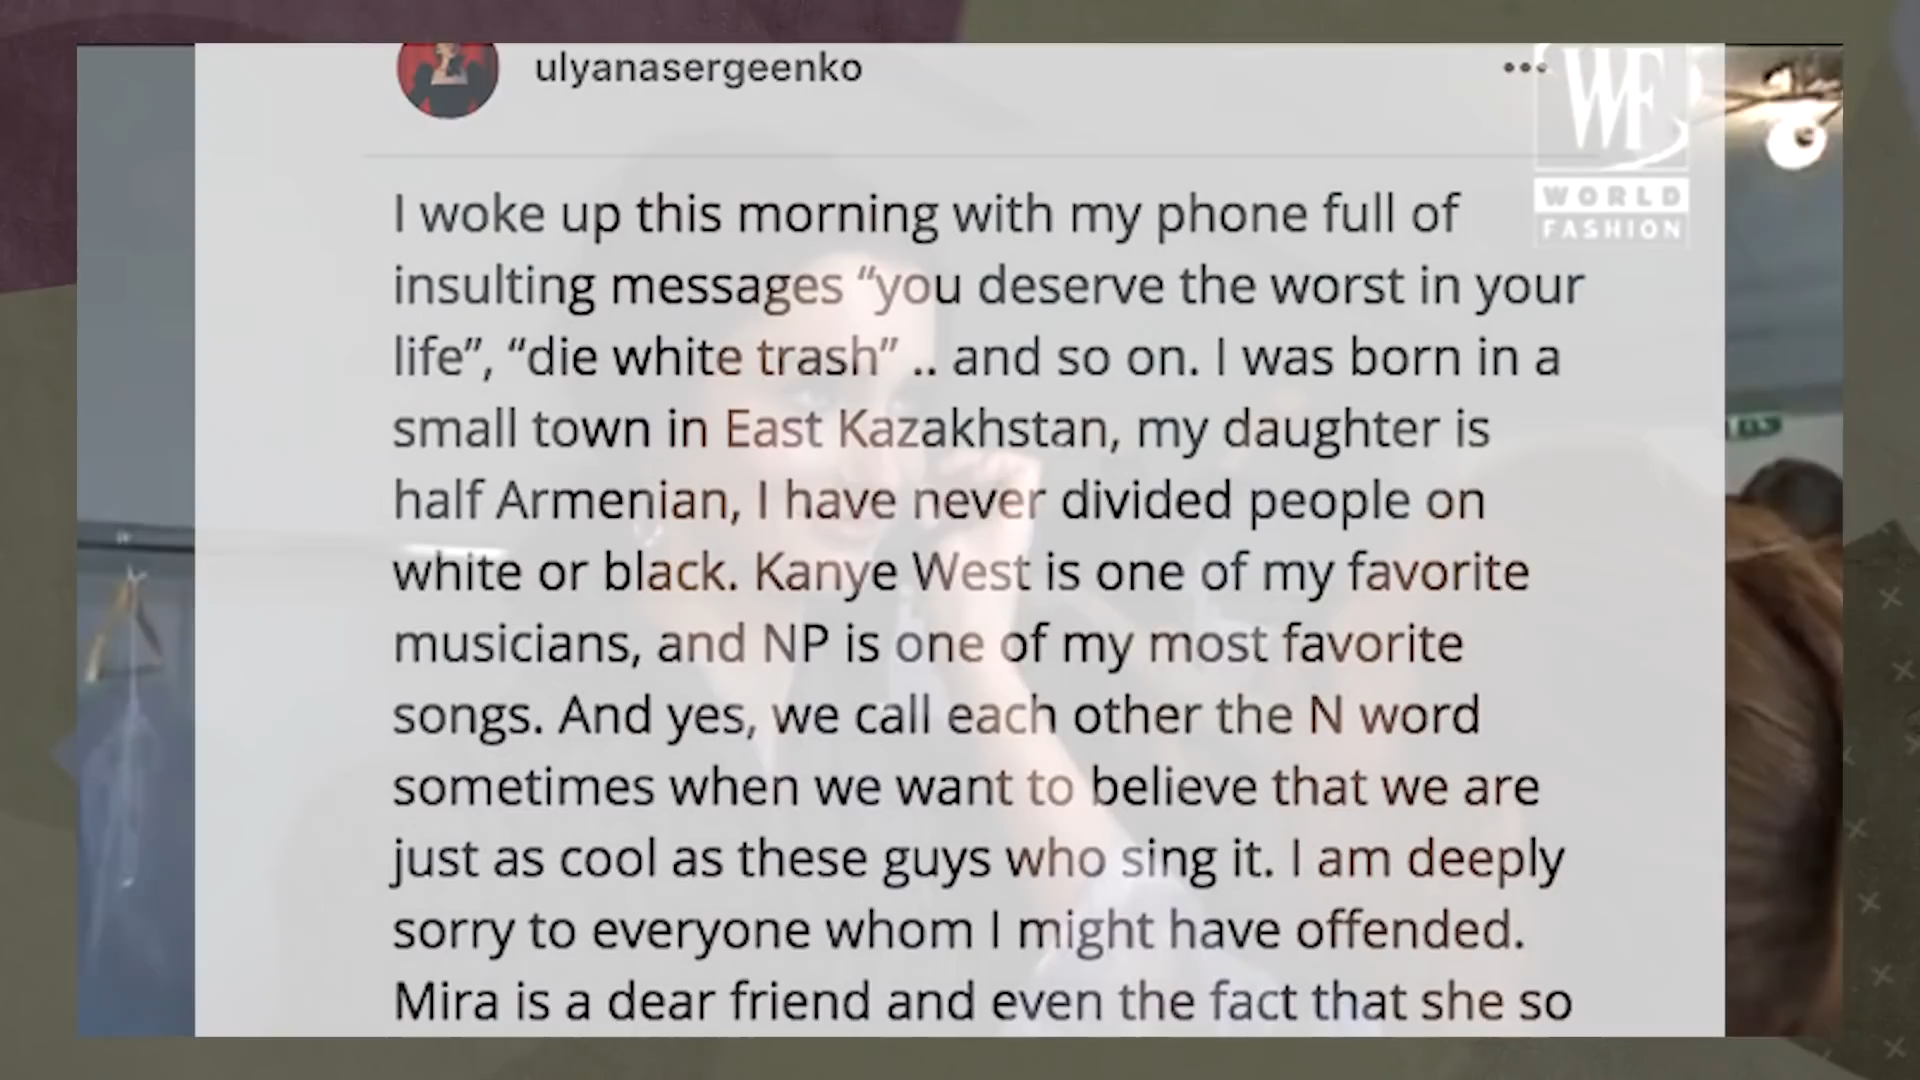 ulyanasergeenko
WF
WORLD
FASHION
I woke up this morning with my phone full of
insulting messages “you deserve the worst in your
life”, “die white trash” .. and so on. I was born in a
small town in East Kazakhstan, my daughter is
half Armenian, I have never divided people on
white or black. Kanye West is one of my favorite
musicians, and NP is one of my most favorite
songs. And yes, we call each other the N word
sometimes when we want to believe that we are
just as cool as these guys who sing it. I am deeply
sorry to everyone whom I might have offended.
Mira is a dear friend and even the fact that she so